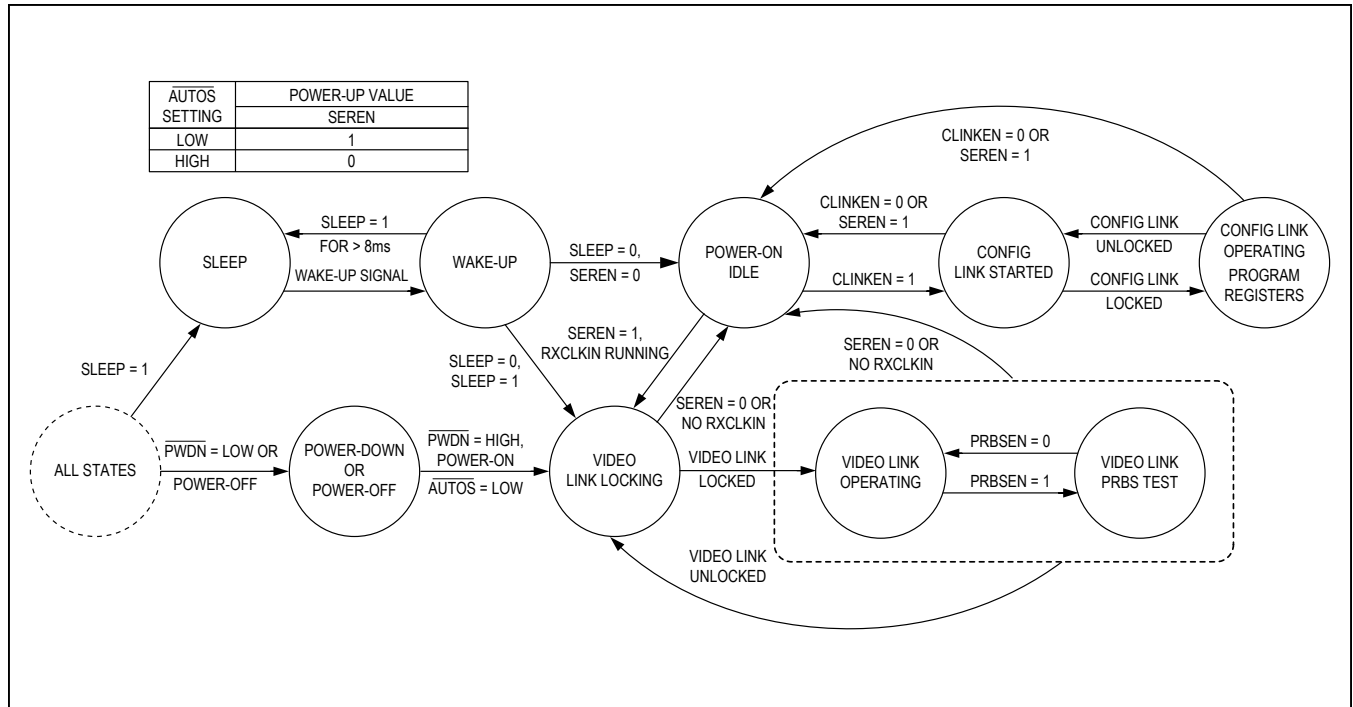 AUTOS
SETTING
POWER-UP VALUE
SEREN
LOW
1
HIGH
0
CLINKEN = 0 OR
SEREN = 1
SLEEP
SLEEP = 1
FOR > 8ms
WAKE-UP SIGNAL
WAKE-UP
SLEEP = 0,
SEREN = 0
POWER-ON
IDLE
CLINKEN = 0 OR
SEREN = 1
CLINKEN = 1
CONFIG
LINK STARTED
CONFIG LINK
UNLOCKED
CONFIG LINK
LOCKED
CONFIG LINK
OPERATING
PROGRAM
REGISTERS
SLEEP = 1
SLEEP = 0,
SLEEP = 1
SEREN = 1,
RXCLKIN RUNNING
SEREN = 0 OR
NO RXCLKIN
SEREN = 0 OR
NO RXCLKIN
ALL STATES
PWDN = LOW OR
POWER-OFF
POWER-DOWN
OR
POWER-OFF
PWDN = HIGH,
POWER-ON
AUTOS = LOW
VIDEO
LINK LOCKING
VIDEO LINK
LOCKED
VIDEO LINK
OPERATING
PRBSEN = 0
PRBSEN = 1
VIDEO LINK
PRBS TEST
VIDEO LINK
UNLOCKED